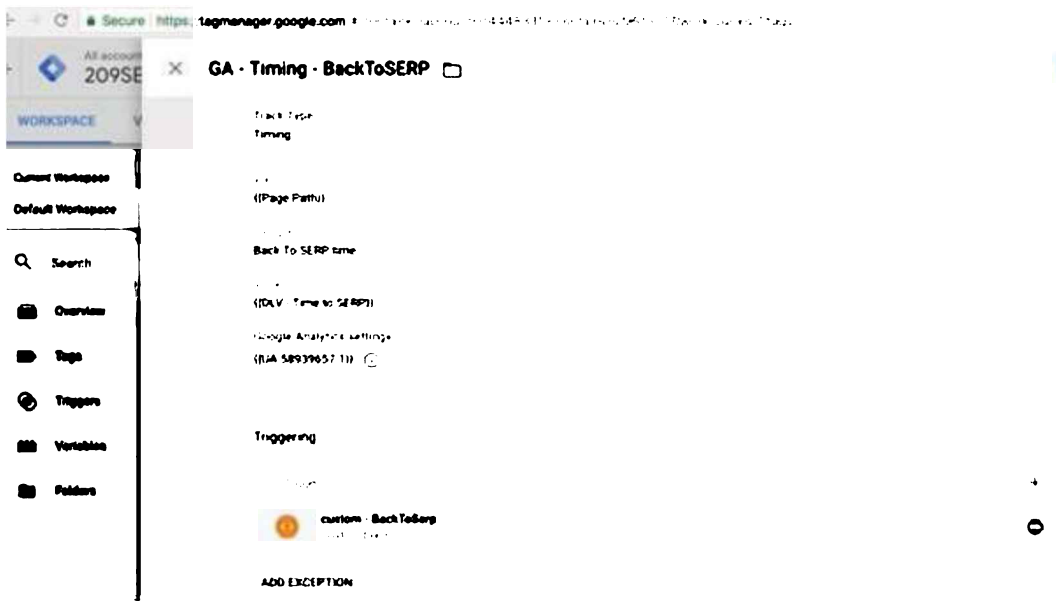 Secure https:
tagmanager.google.com
All account
209SE
GA - Timing - BackToSERP
WORKSPACE
Track Type
Timing
Current Workspace
Default Workspace
{{Page Path}}
Back To SERP time
Search
{{DLV - Time to SERP}}
Overview
Google Analytics settings
{{UA 58939657 1}}
Tags
Triggers
Triggering
Variables
Folders
custom - BackToSerp
ADD EXCEPTION